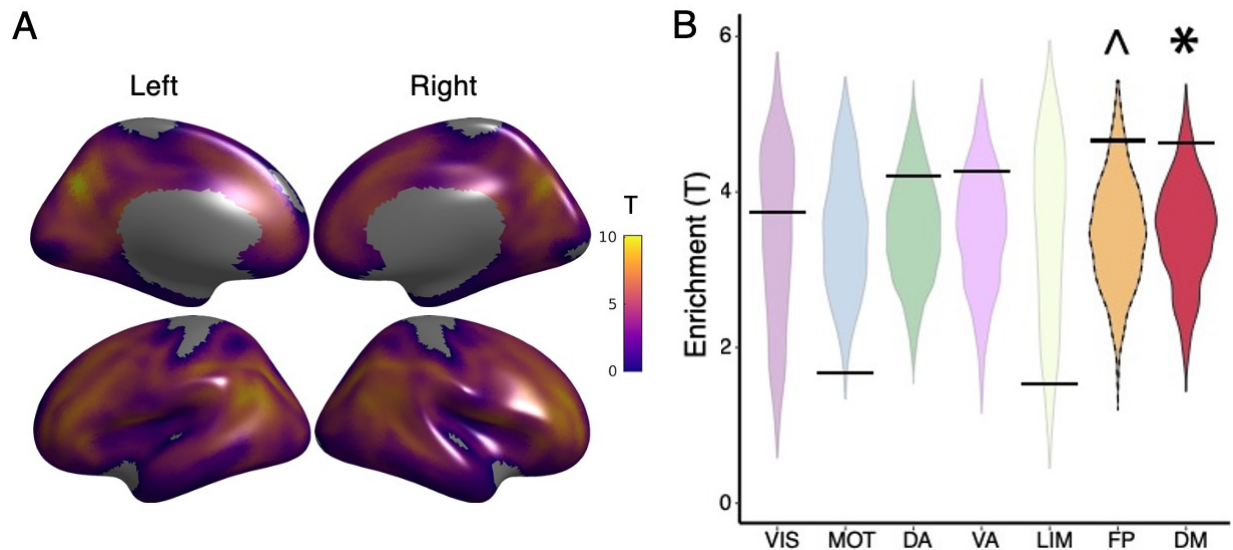 A
Left
Right
T
10
5
0
B
^
*
Enrichment (T)
6
4
2
0
VIS MOT DA VA LIM FP DM